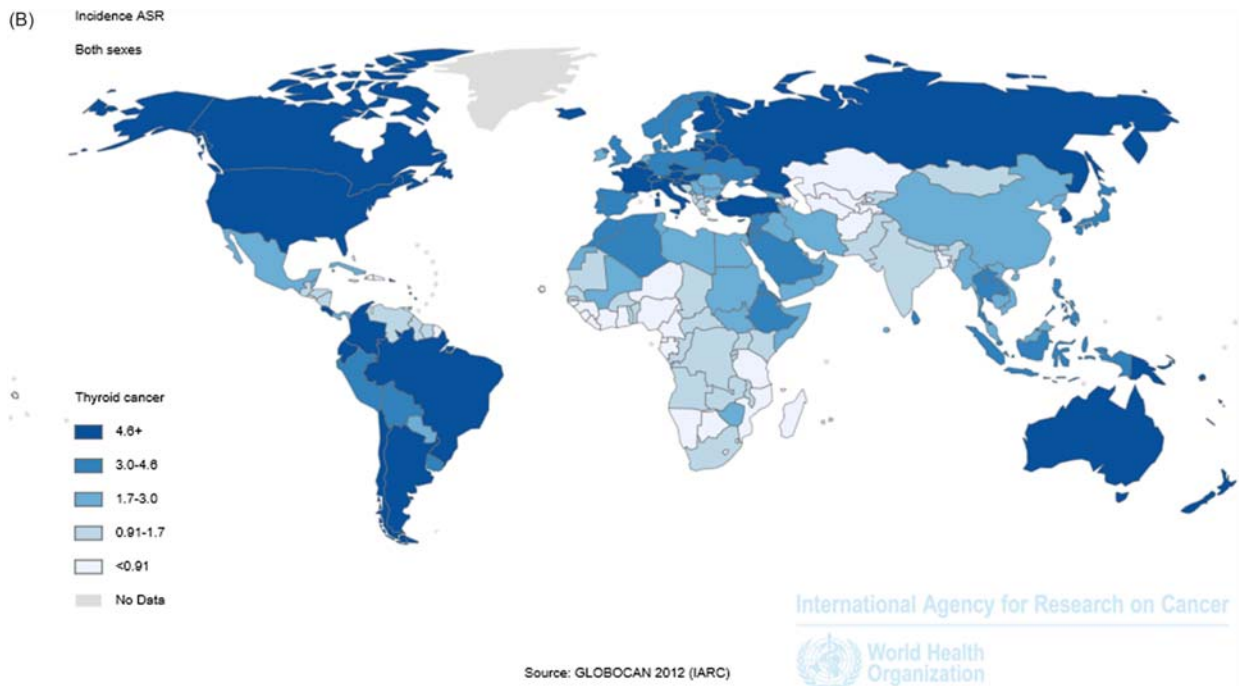 (B)
Incidence ASR
Both sexes
Thyroid cancer
4.6+
3.0-4.6
1.7-3.0
0.91-1.7
<0.91
No Data
International Agency for Research on Cancer
World Health
Organization
Source: GLOBOCAN 2012 (IARC)